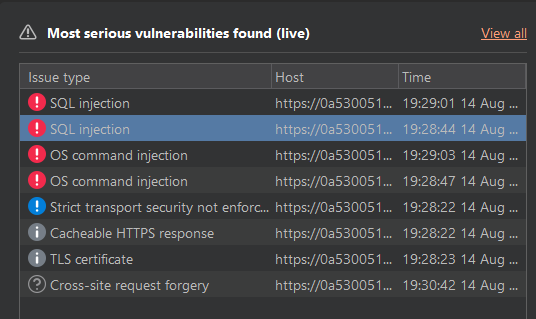 Most serious vulnerabilities found (live) View all
Issue type Host Time
SQL injection https://0a530051... 19:29:01 14 Aug ...
SQL injection https://0a530051... 19:28:44 14 Aug ...
OS command injection https://0a530051... 19:29:03 14 Aug ...
OS command injection https://0a530051... 19:28:47 14 Aug ...
Strict transport security not enforc... https://0a530051... 19:28:22 14 Aug ...
Cacheable HTTPS response https://0a530051... 19:28:22 14 Aug ...
TLS certificate https://0a530051... 19:28:23 14 Aug ...
Cross-site request forgery https://0a530051... 19:30:42 14 Aug ...